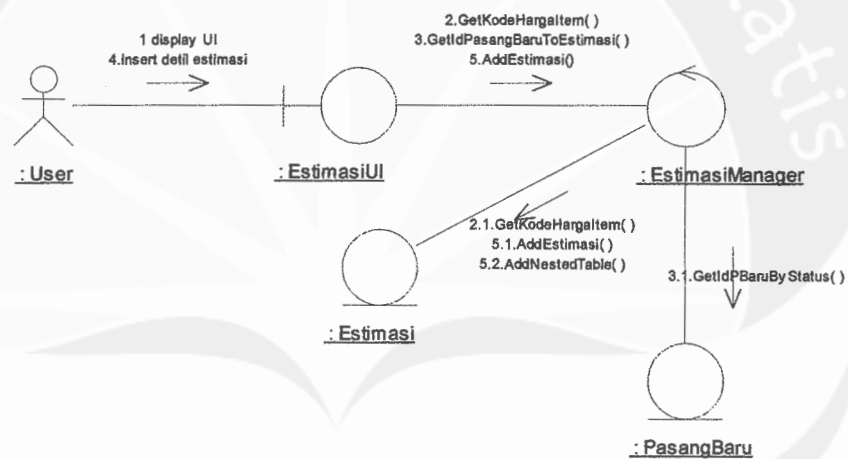 2.GetKodeHargaItem( )
1 display UI
3.GetIdPasangBaruToEstimasi( )
4.Insert detil estimasi
5.AddEstimasi()
: User
: EstimasiUI
: EstimasiManager
2.1.GetKodeHargaItem( )
5.1.AddEstimasi( )
5.2.AddNestedTable( )
3.1.GetIdPBaruByStatus( )
: Estimasi
: PasangBaru
atis